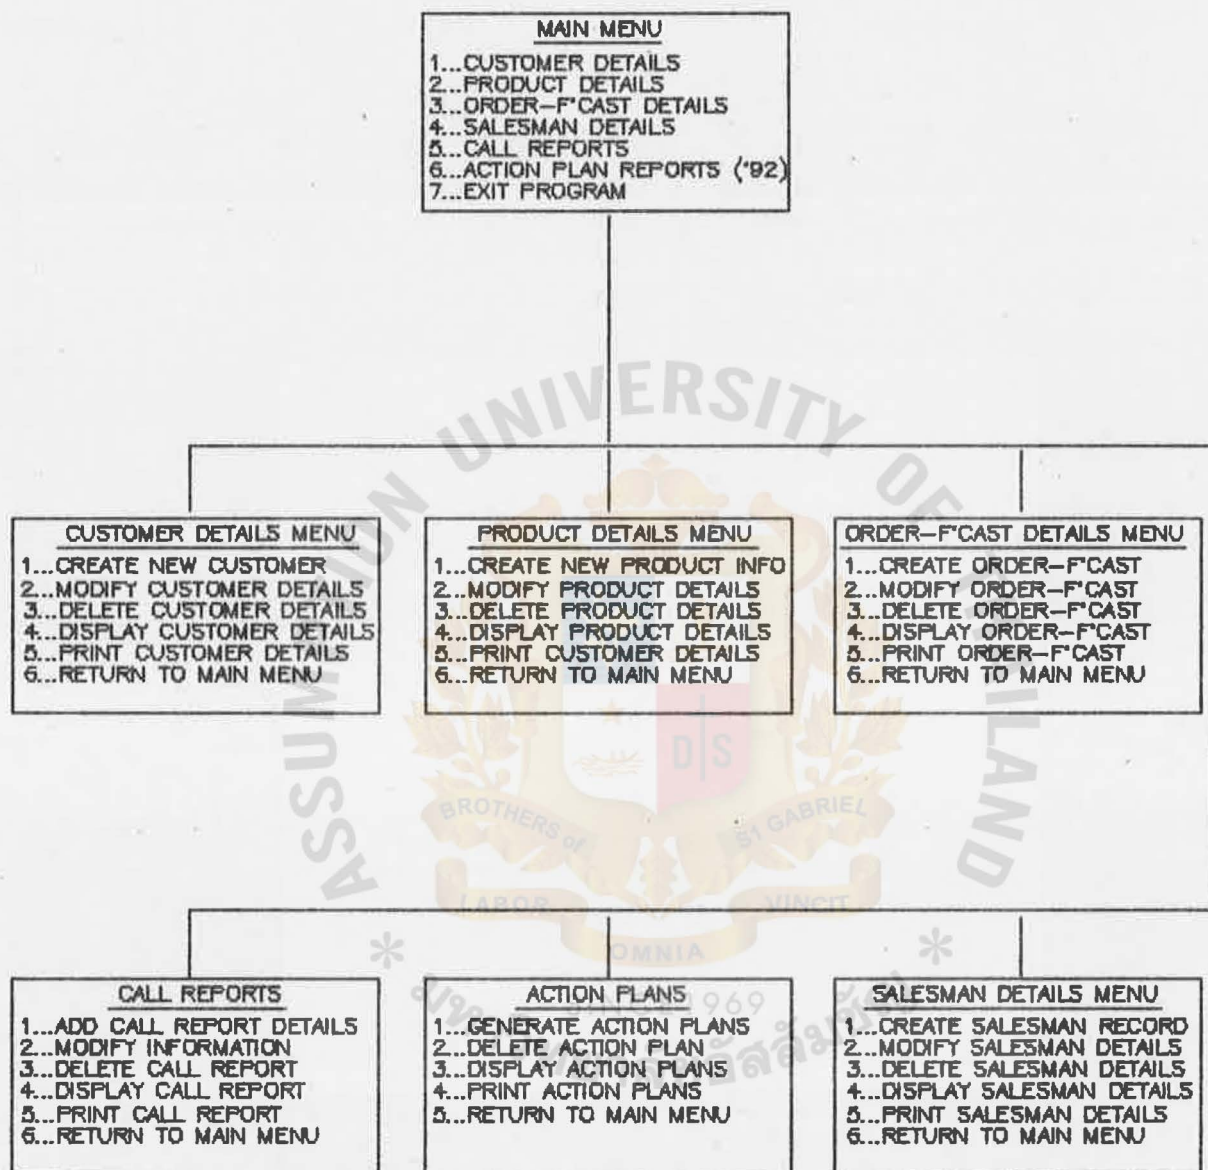 MAIN MENU
1...CUSTOMER DETAILS
2...PRODUCT DETAILS
3...ORDER-F'CAST DETAILS
4...SALESMAN DETAILS
5...CALL REPORTS
6...ACTION PLAN REPORTS ('92)
7...EXIT PROGRAM
CUSTOMER DETAILS MENU
1...CREATE NEW CUSTOMER
2...MODIFY CUSTOMER DETAILS
3...DELETE CUSTOMER DETAILS
4...DISPLAY CUSTOMER DETAILS
5...PRINT CUSTOMER DETAILS
6...RETURN TO MAIN MENU
PRODUCT DETAILS MENU
1...CREATE NEW PRODUCT INFO
2...MODIFY PRODUCT DETAILS
3...DELETE PRODUCT DETAILS
4...DISPLAY PRODUCT DETAILS
5...PRINT CUSTOMER DETAILS
6...RETURN TO MAIN MENU
ORDER-F'CAST DETAILS MENU
1...CREATE ORDER-F'CAST
2...MODIFY ORDER-F'CAST
3...DELETE ORDER-F'CAST
4...DISPLAY ORDER-F'CAST
5...PRINT ORDER-F'CAST
6...RETURN TO MAIN MENU
CALL REPORTS
1...ADD CALL REPORT DETAILS
2...MODIFY INFORMATION
3...DELETE CALL REPORT
4...DISPLAY CALL REPORT
5...PRINT CALL REPORT
6...RETURN TO MAIN MENU
ACTION PLANS
1...GENERATE ACTION PLANS
2...DELETE ACTION PLAN
3...DISPLAY ACTION PLANS
4...PRINT ACTION PLANS
5...RETURN TO MAIN MENU
SALESMAN DETAILS MENU
1...CREATE SALESMAN RECORD
2...MODIFY SALESMAN DETAILS
3...DELETE SALESMAN DETAILS
4...DISPLAY SALESMAN DETAILS
5...PRINT SALESMAN DETAILS
6...RETURN TO MAIN MENU
ASSUMPTION UNIVERSITY OF THAILAND
D S
BROTHERS of
ST GABRIEL
LABOR
OMNIA
VINCIT
SINCE 1969